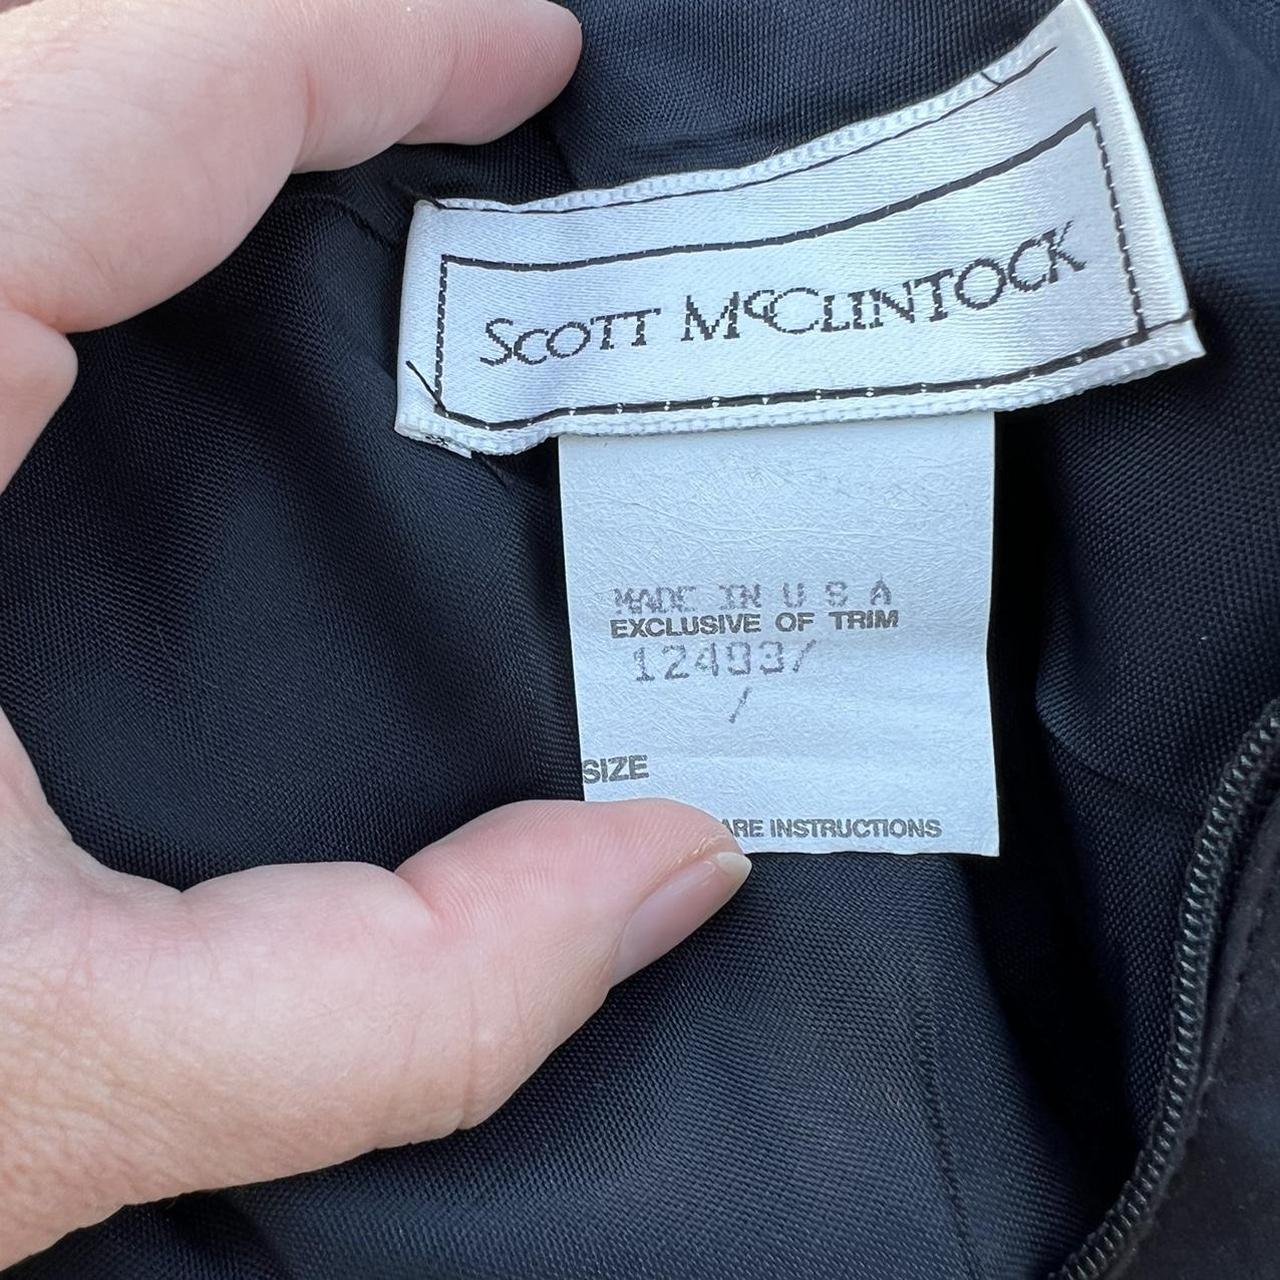 SCOTT MCCLINTOCK
MADE IN U S A
EXCLUSIVE OF TRIM
12493/
/
SIZE
ARE INSTRUCTIONS